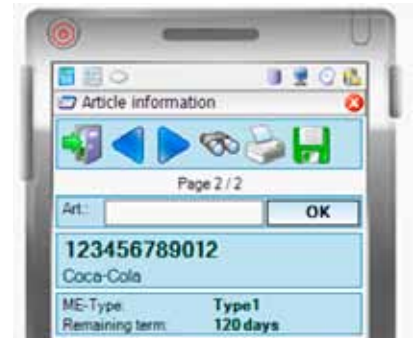 Article information
Page 2 / 2
Art.: OK
123456789012
Coca-Cola
ME-Type: Type1
Remaining term: 120 days